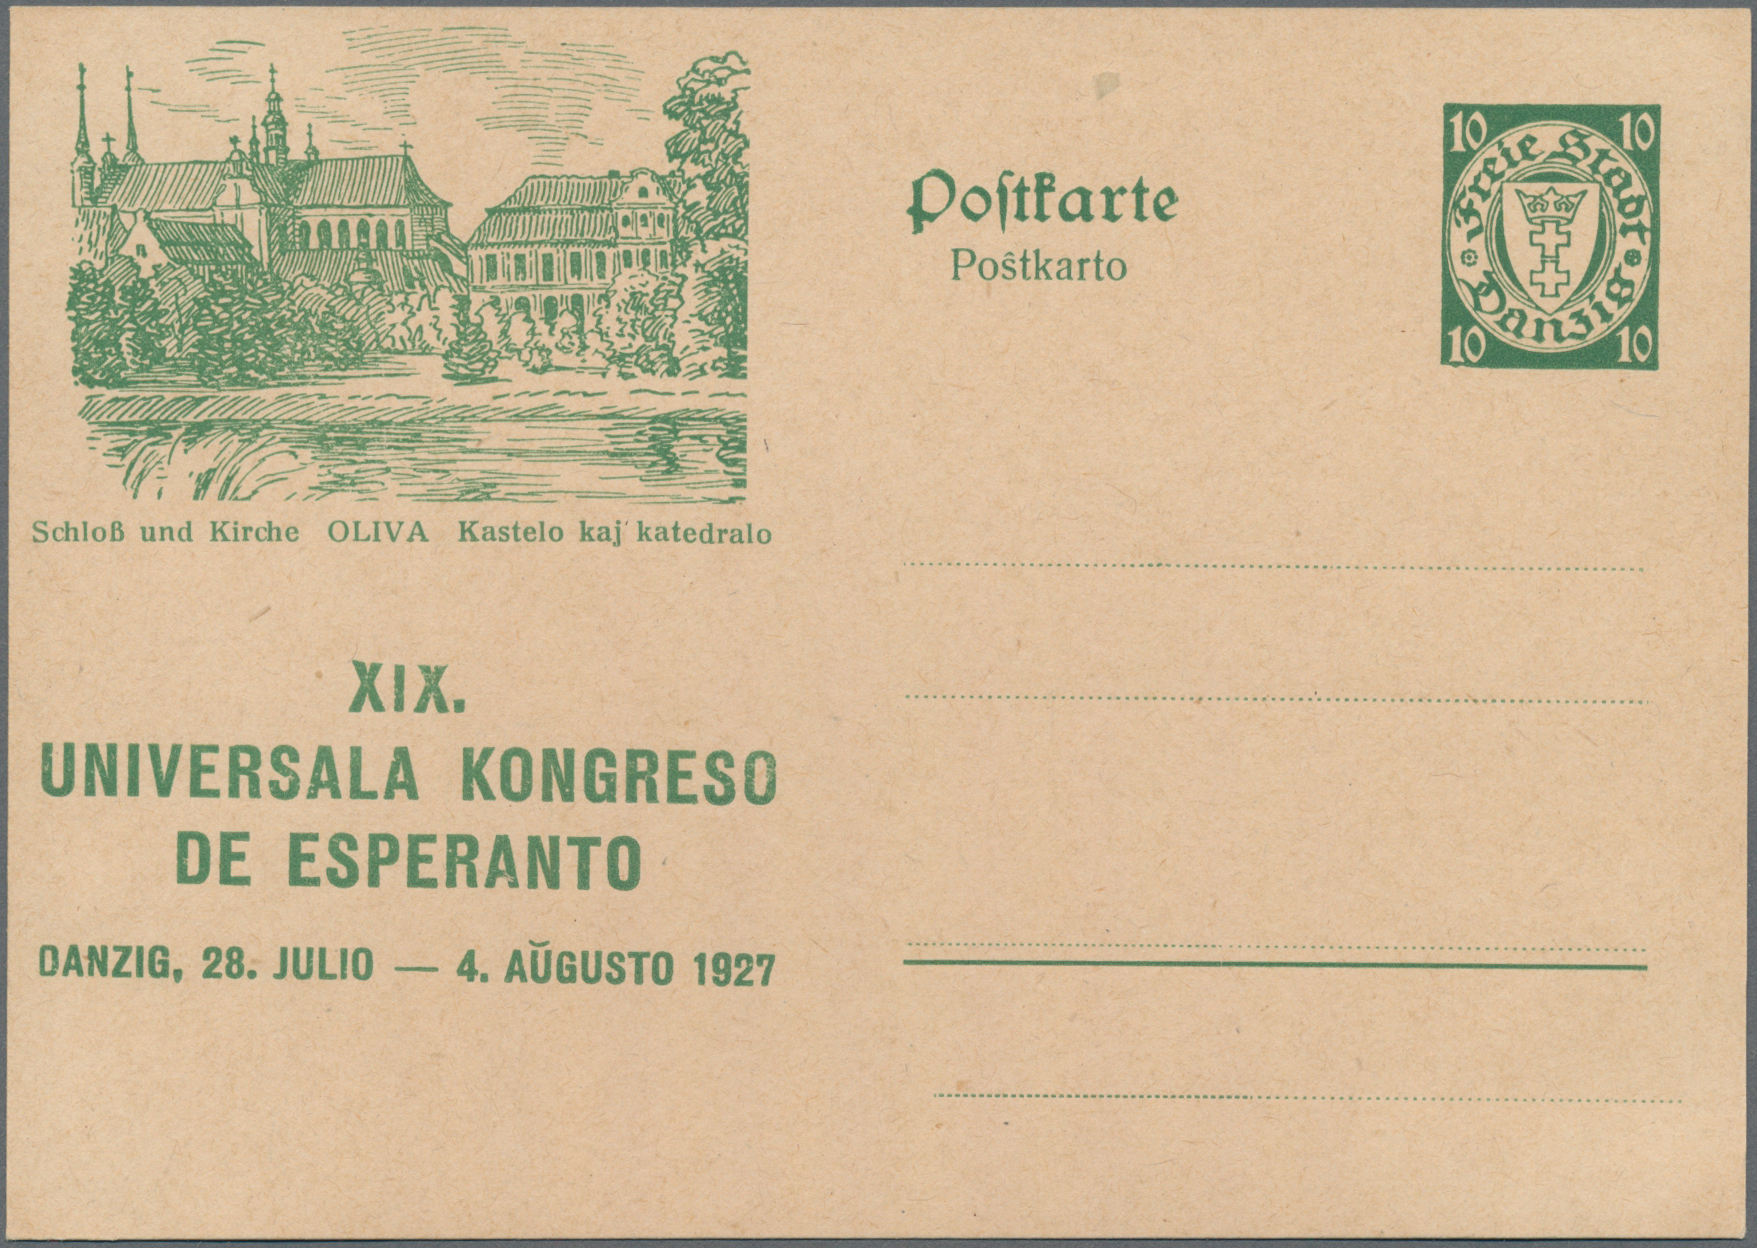 Schloß und Kirche OLIVA Kastelo kaj katedralo
XIX.
UNIVERSALA KONGRESO
DE ESPERANTO
DANZIG, 28. JULIO — 4. AŬGUSTO 1927
Poſtkarte
Poŝtkarto
10 10
Freie Stadt
Danzig
10 10